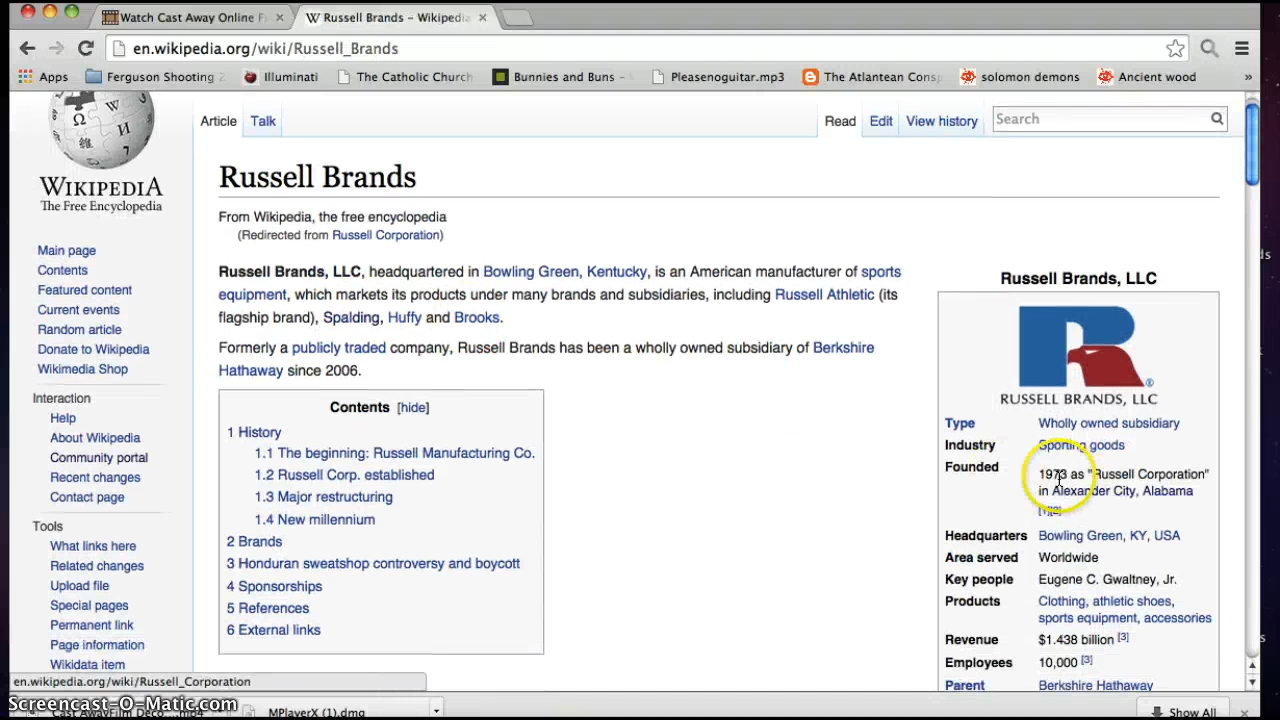 Watch Cast Away Online F
Russell Brands – Wikipedia
en.wikipedia.org/wiki/Russell_Brands
Apps
Ferguson Shooting 2
Illuminati
The Catholic Church
Bunnies and Buns –
Pleasenguitar.mp3
The Atlantean Cons
solomon demons
Ancient wood
»
Article
Talk
Read
Edit
View history
Search
WIKIPEDIA
The Free Encyclopedia
Main page
Contents
Featured content
Current events
Random article
Donate to Wikipedia
Wikimedia Shop
Interaction
Help
About Wikipedia
Community portal
Recent changes
Contact page
Tools
What links here
Related changes
Upload file
Special pages
Permanent link
Page information
Wikidata item
Russell Brands
From Wikipedia, the free encyclopedia
(Redirected from Russell Corporation)
Russell Brands, LLC, headquartered in Bowling Green, Kentucky, is an American manufacturer of sports
equipment, which markets its products under many brands and subsidiaries, including Russell Athletic (its
flagship brand), Spalding, Huffy and Brooks.
Formerly a publicly traded company, Russell Brands has been a wholly owned subsidiary of Berkshire
Hathaway since 2006.
Contents [hide]
1 History
1.1 The beginning: Russell Manufacturing Co.
1.2 Russell Corp. established
1.3 Major restructuring
1.4 New millennium
2 Brands
3 Honduran sweatshop controversy and boycott
4 Sponsorships
5 References
6 External links
Russell Brands, LLC
R
RUSSELL BRANDS, LLC
Type Wholly owned subsidiary
Industry Sporting goods
Founded 1973 as "Russell Corporation"
in Alexander City, Alabama
[1][2]
Headquarters Bowling Green, KY, USA
Area served Worldwide
Key people Eugene C. Gwaltney, Jr.
Products Clothing, athletic shoes,
sports equipment, accessories
Revenue $1.438 billion [3]
Employees 10,000 [3]
Parent Berkshire Hathaway
en.wikipedia.org/wiki/Russell_Corporation
Screencast-O-Matic.com
Cast AwayFilm Deco....mp4
MPlayerX (1).dmg
Show All